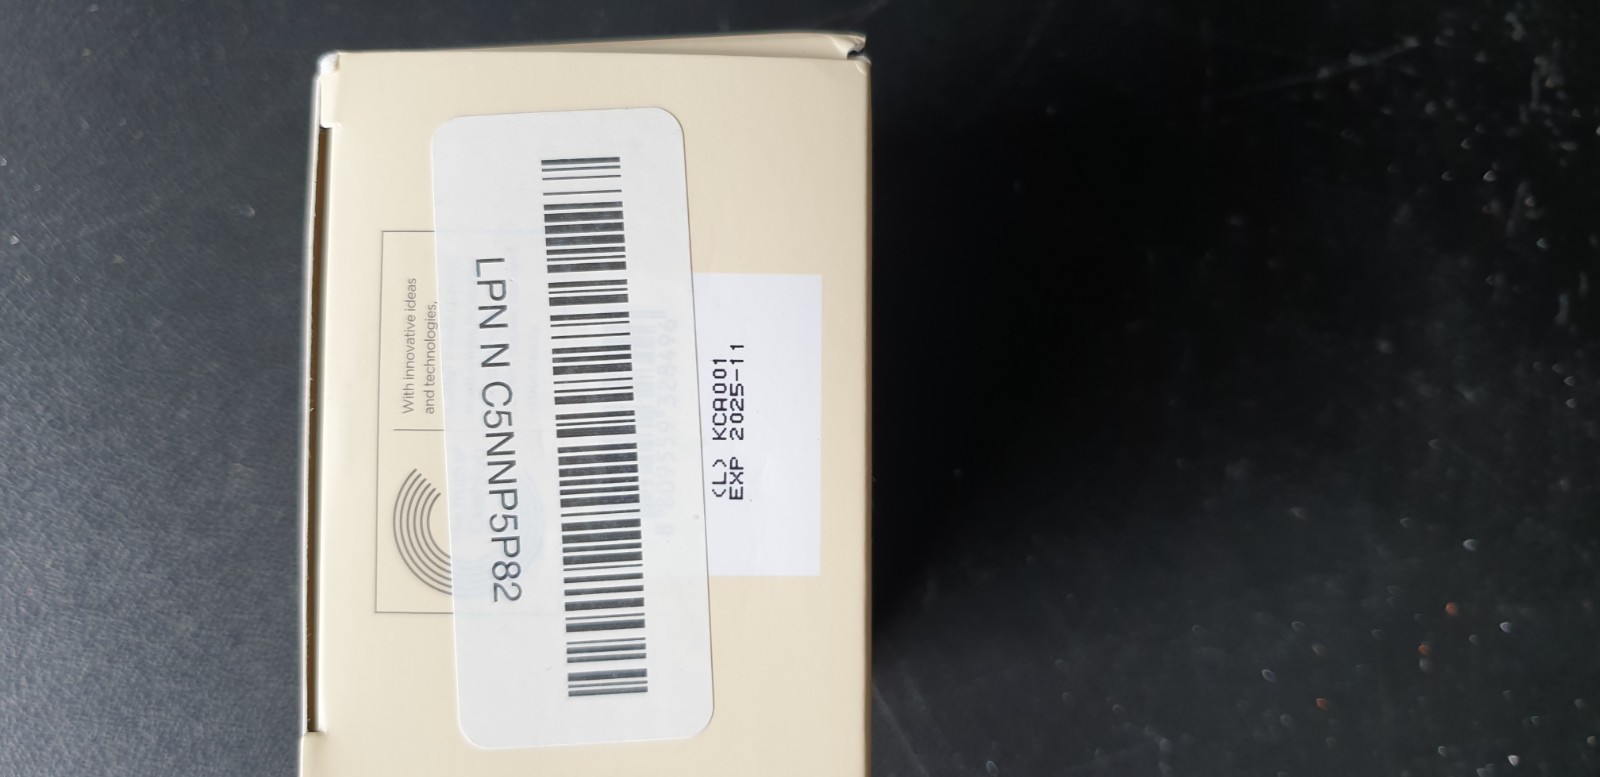 With innovative ideas
and technologies,
LPN N C5NNP5P82
(L) KCA001
EXP 2025-11